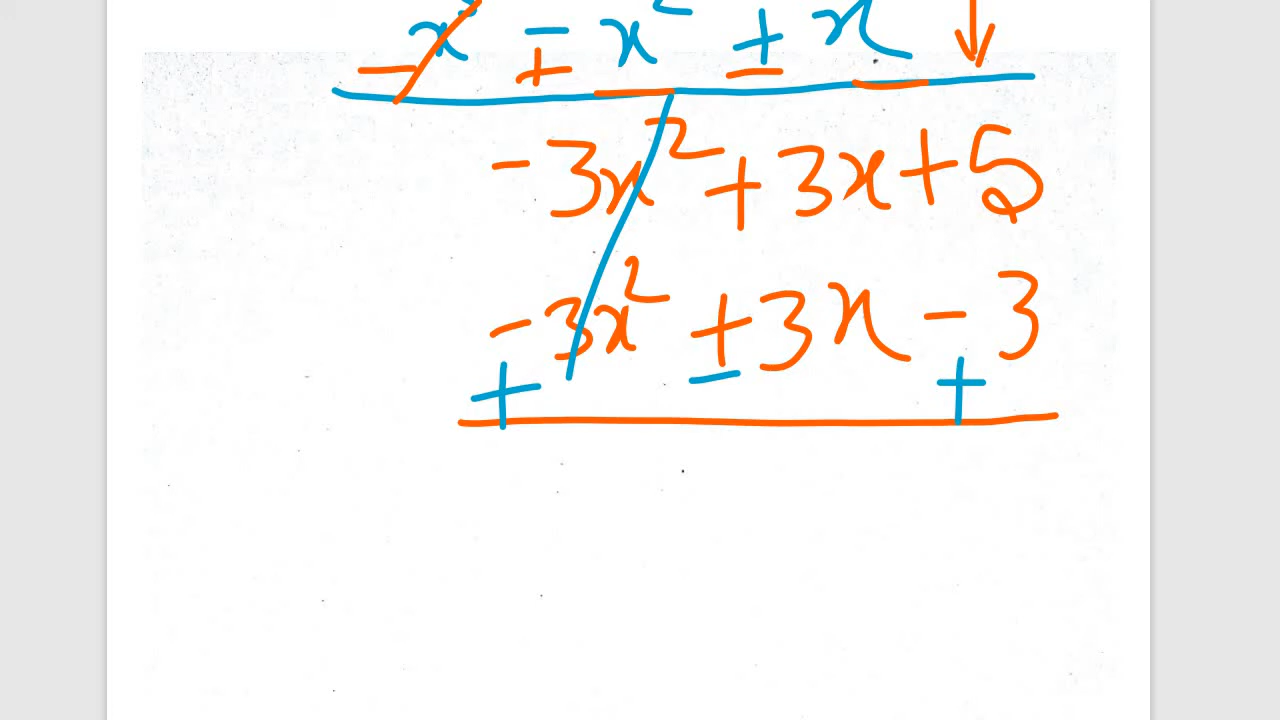 x³ - x² + x
- + -
-3x² + 3x + 5
-3x² + 3x - 3
+ - +